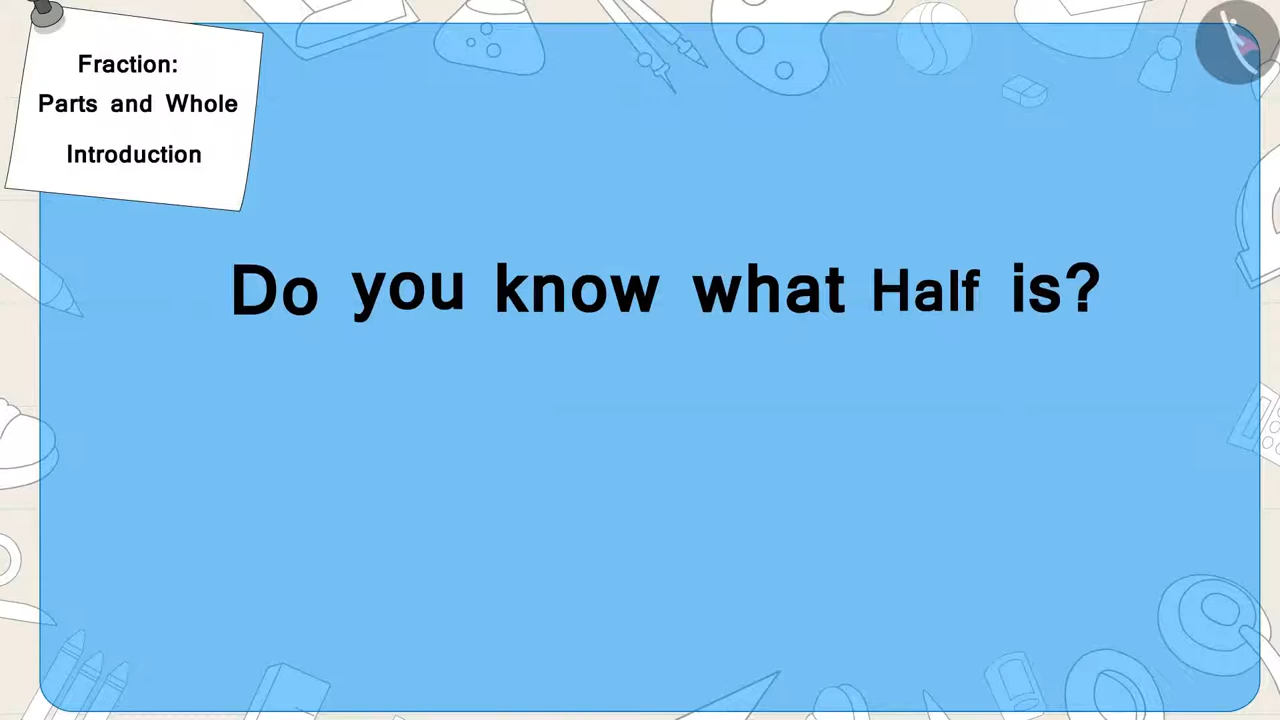 Fraction:
Parts and Whole
Introduction
Do you know what Half is?